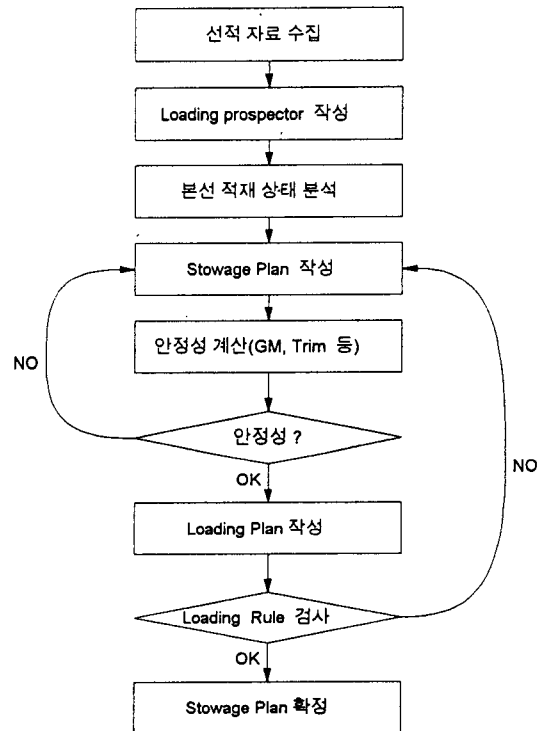 선적 자료 수집
Loading prospector 작성
본선 적재 상태 분석
Stowage Plan 작성
안정성 계산(GM, Trim 등)
NO
안정성 ?
NO
OK
Loading Plan 작성
Loading Rule 검사
OK
Stowage Plan 확정